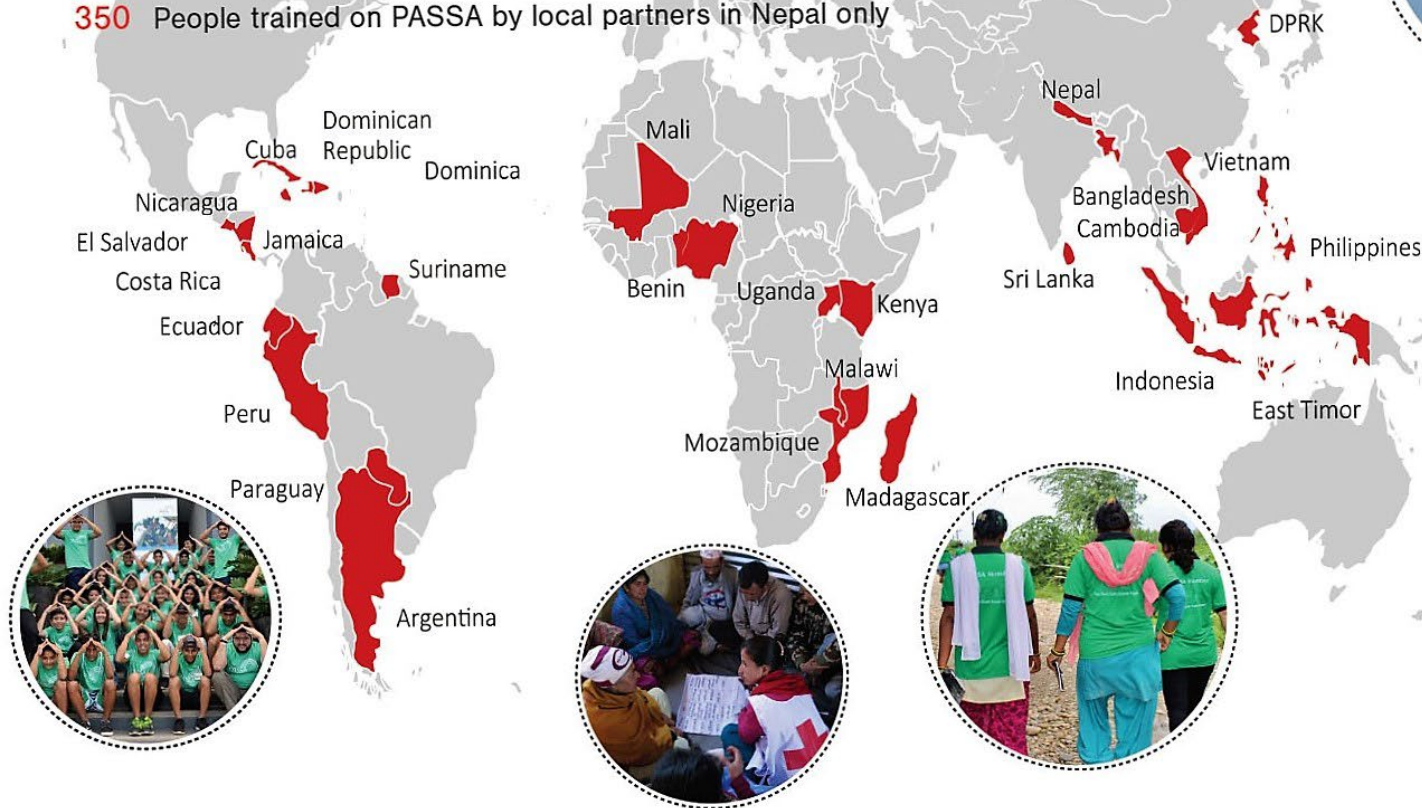 350 People trained on PASSA by local partners in Nepal only
DPRK
Nepal
Dominican
Republic
Cuba
Mali
Dominica
Vietnam
Nicaragua
Nigeria
Bangladesh
Cambodia
El Salvador
Jamaica
Philippines
Costa Rica
Suriname
Benin
Uganda
Kenya
Sri Lanka
Ecuador
Malawi
Indonesia
Peru
East Timor
Mozambique
Paraguay
Madagascar
Argentina